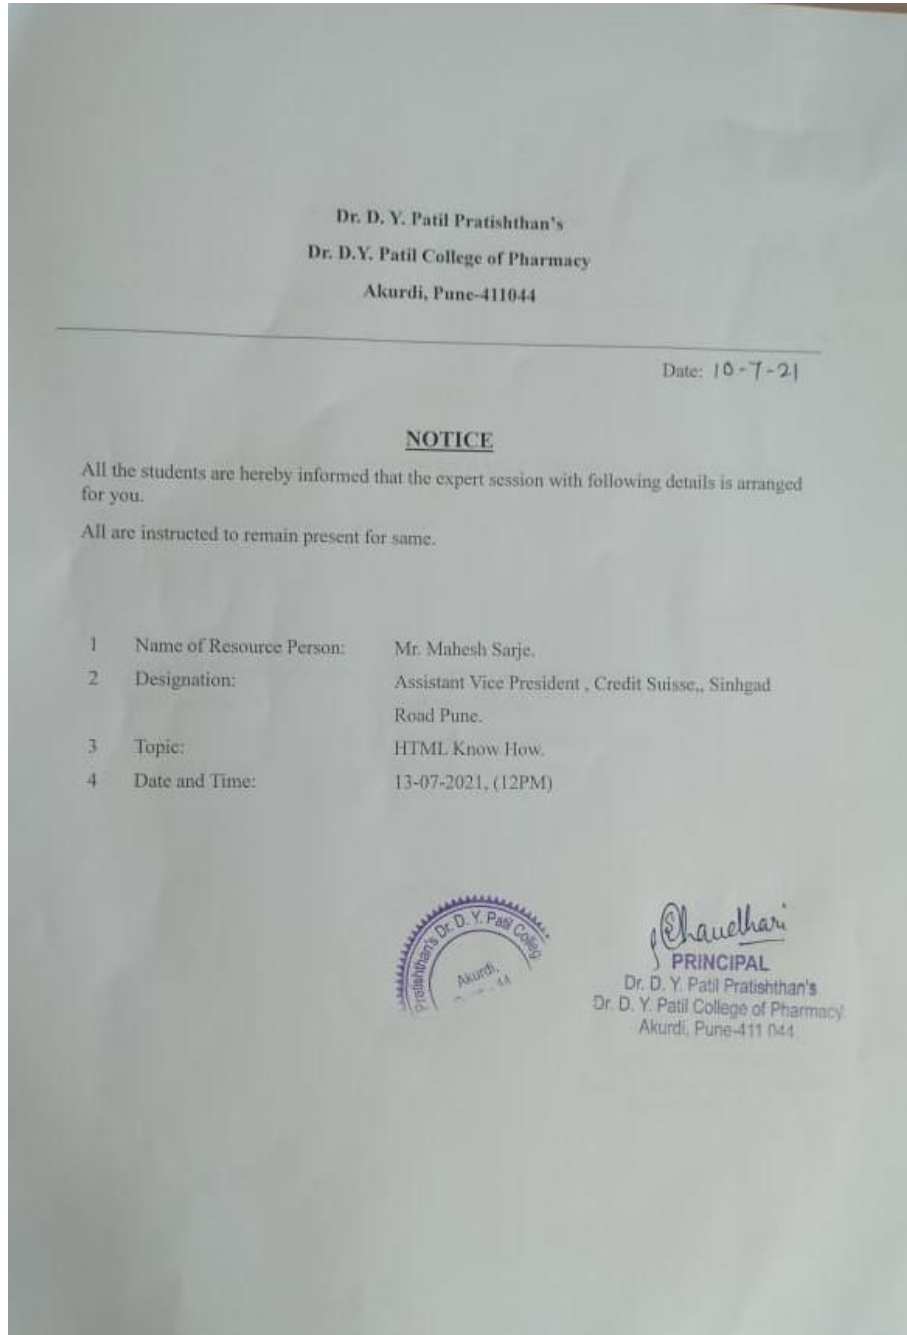 Dr. D. Y. Patil Pratishthan's
Dr. D.Y. Patil College of Pharmacy
Akurdi, Pune-411044
Date: 10-7-21
NOTICE
All the students are hereby informed that the expert session with following details is arranged
for you.
All are instructed to remain present for same.
1 Name of Resource Person: Mr. Mahesh Sarje.
2 Designation: Assistant Vice President , Credit Suisse,, Sinhgad
Road Pune.
3 Topic: HTML Know How.
4 Date and Time: 13-07-2021, (12PM)
Pratishthan's Dr. D. Y. Patil Colleg
Akurdi,
44
Chaudhari
PRINCIPAL
Dr. D. Y. Patil Pratishthan's
Dr. D. Y. Patil College of Pharmacy
Akurdi, Pune-411 044